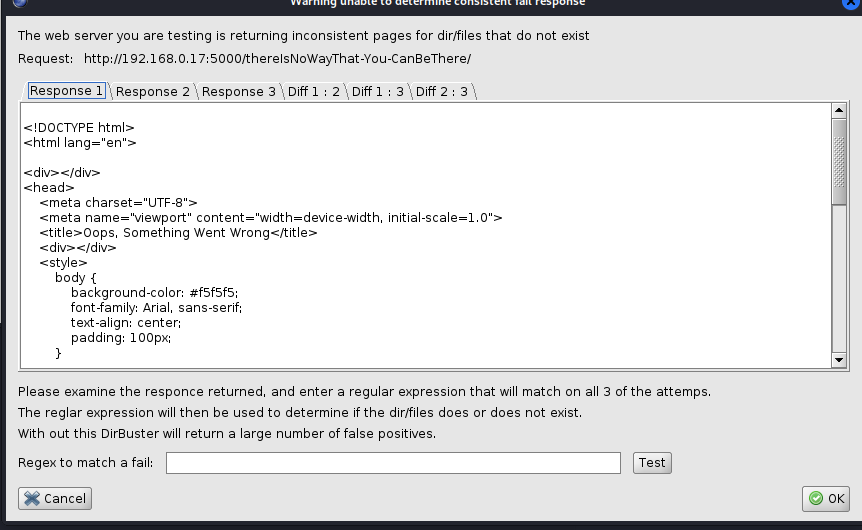 Warning unable to determine consistent fail response
The web server you are testing is returning inconsistent pages for dir/files that do not exist
Request: http://192.168.0.17:5000/thereIsNoWayThat-You-CanBeThere/
Response 1 Response 2 Response 3 Diff 1 : 2 Diff 1 : 3 Diff 2 : 3
<!DOCTYPE html>
<html lang="en">
<div></div>
<head>
<meta charset="UTF-8">
<meta name="viewport" content="width=device-width, initial-scale=1.0">
<title>Oops, Something Went Wrong</title>
<div></div>
<style>
body {
background-color: #f5f5f5;
font-family: Arial, sans-serif;
text-align: center;
padding: 100px;
}
Please examine the responce returned, and enter a regular expression that will match on all 3 of the attemps.
The reglar expression will then be used to determine if the dir/files does or does not exist.
With out this DirBuster will return a large number of false positives.
Regex to match a fail: Test
Cancel OK